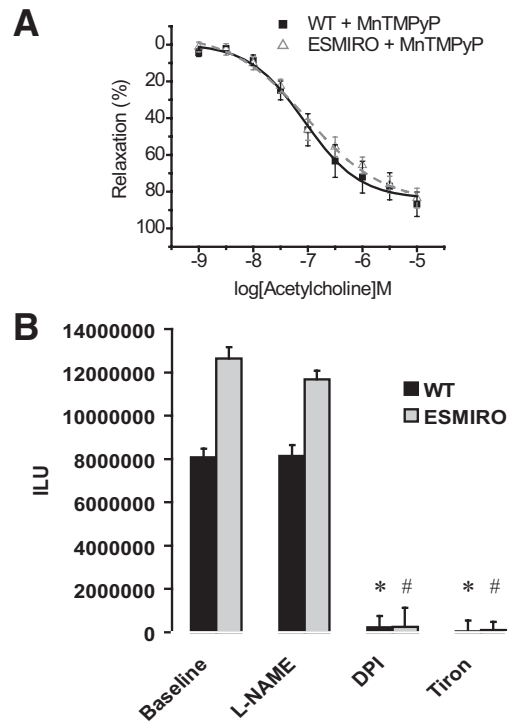 A
WT + MnTMPyP
ESMIRO + MnTMPyP
0
20
40
60
80
100
Relaxation (%)
-9 -8 -7 -6 -5
log[Acetylcholine]M
B
14000000
12000000
10000000
8000000
6000000
4000000
2000000
0
ILU
WT
ESMIRO
* # * #
Baseline L-NAME DPI Tiron